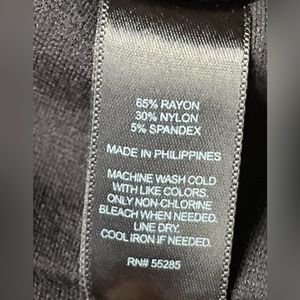 65% RAYON
30% NYLON
5% SPANDEX
MADE IN PHILIPPINES
MACHINE WASH COLD
WITH LIKE COLORS.
ONLY NON-CHLORINE
BLEACH WHEN NEEDED.
LINE DRY.
COOL IRON IF NEEDED.
RN# 55285